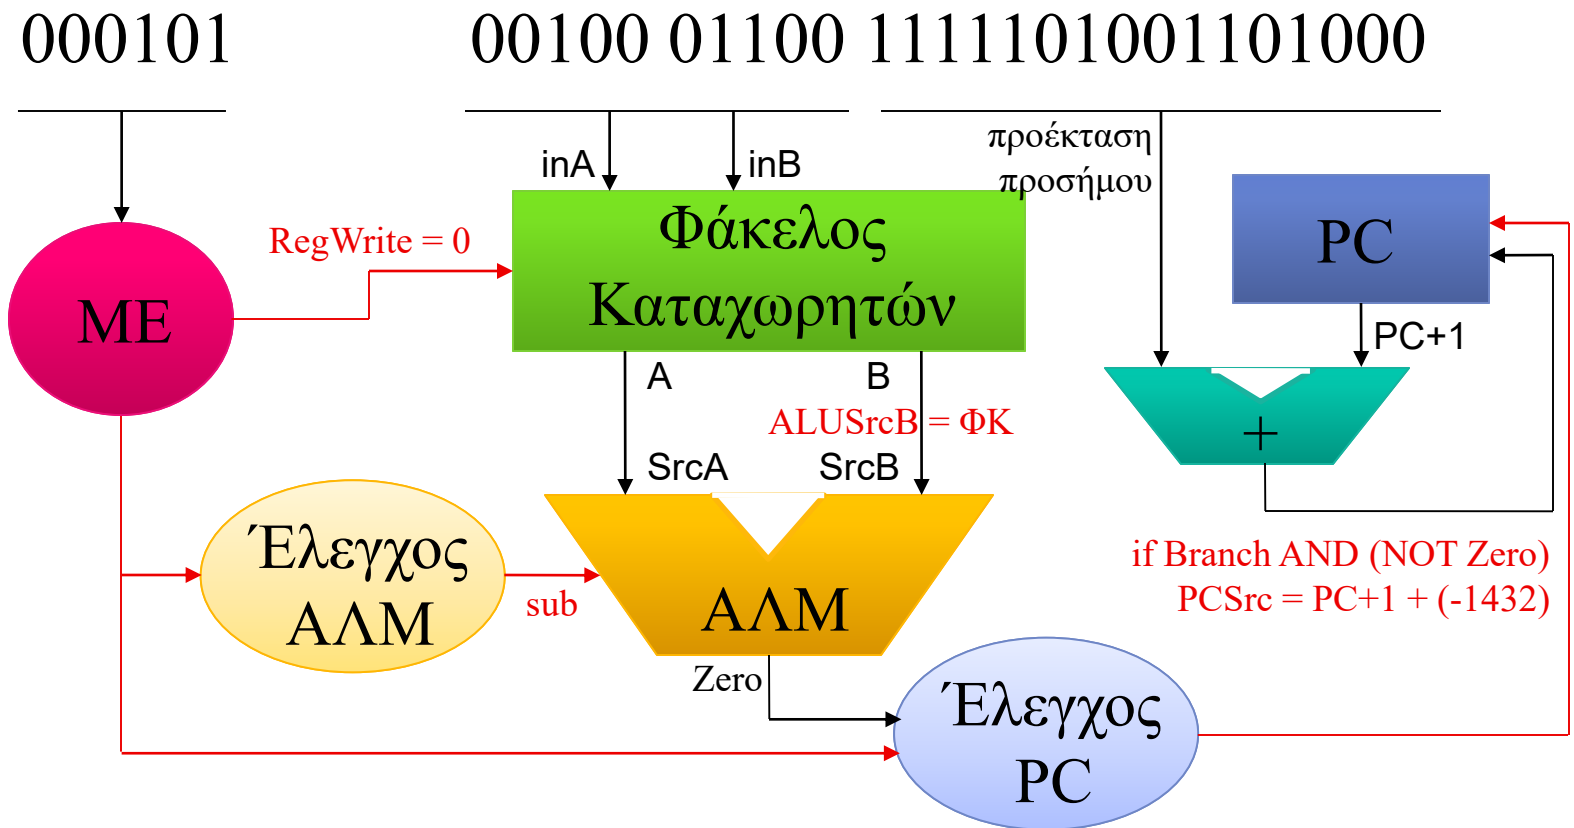 000101 00100 01100 1111101001101000
inA inB
προέκταση
προσήμου
RegWrite = 0
Φάκελος
Καταχωρητών
PC
ΜΕ
PC+1
A B
ALUSrcB = ΦΚ
+
SrcA SrcB
Έλεγχος
ΑΛΜ
sub
ΑΛΜ
if Branch AND (NOT Zero)
PCSrc = PC+1 + (-1432)
Zero
Έλεγχος
PC